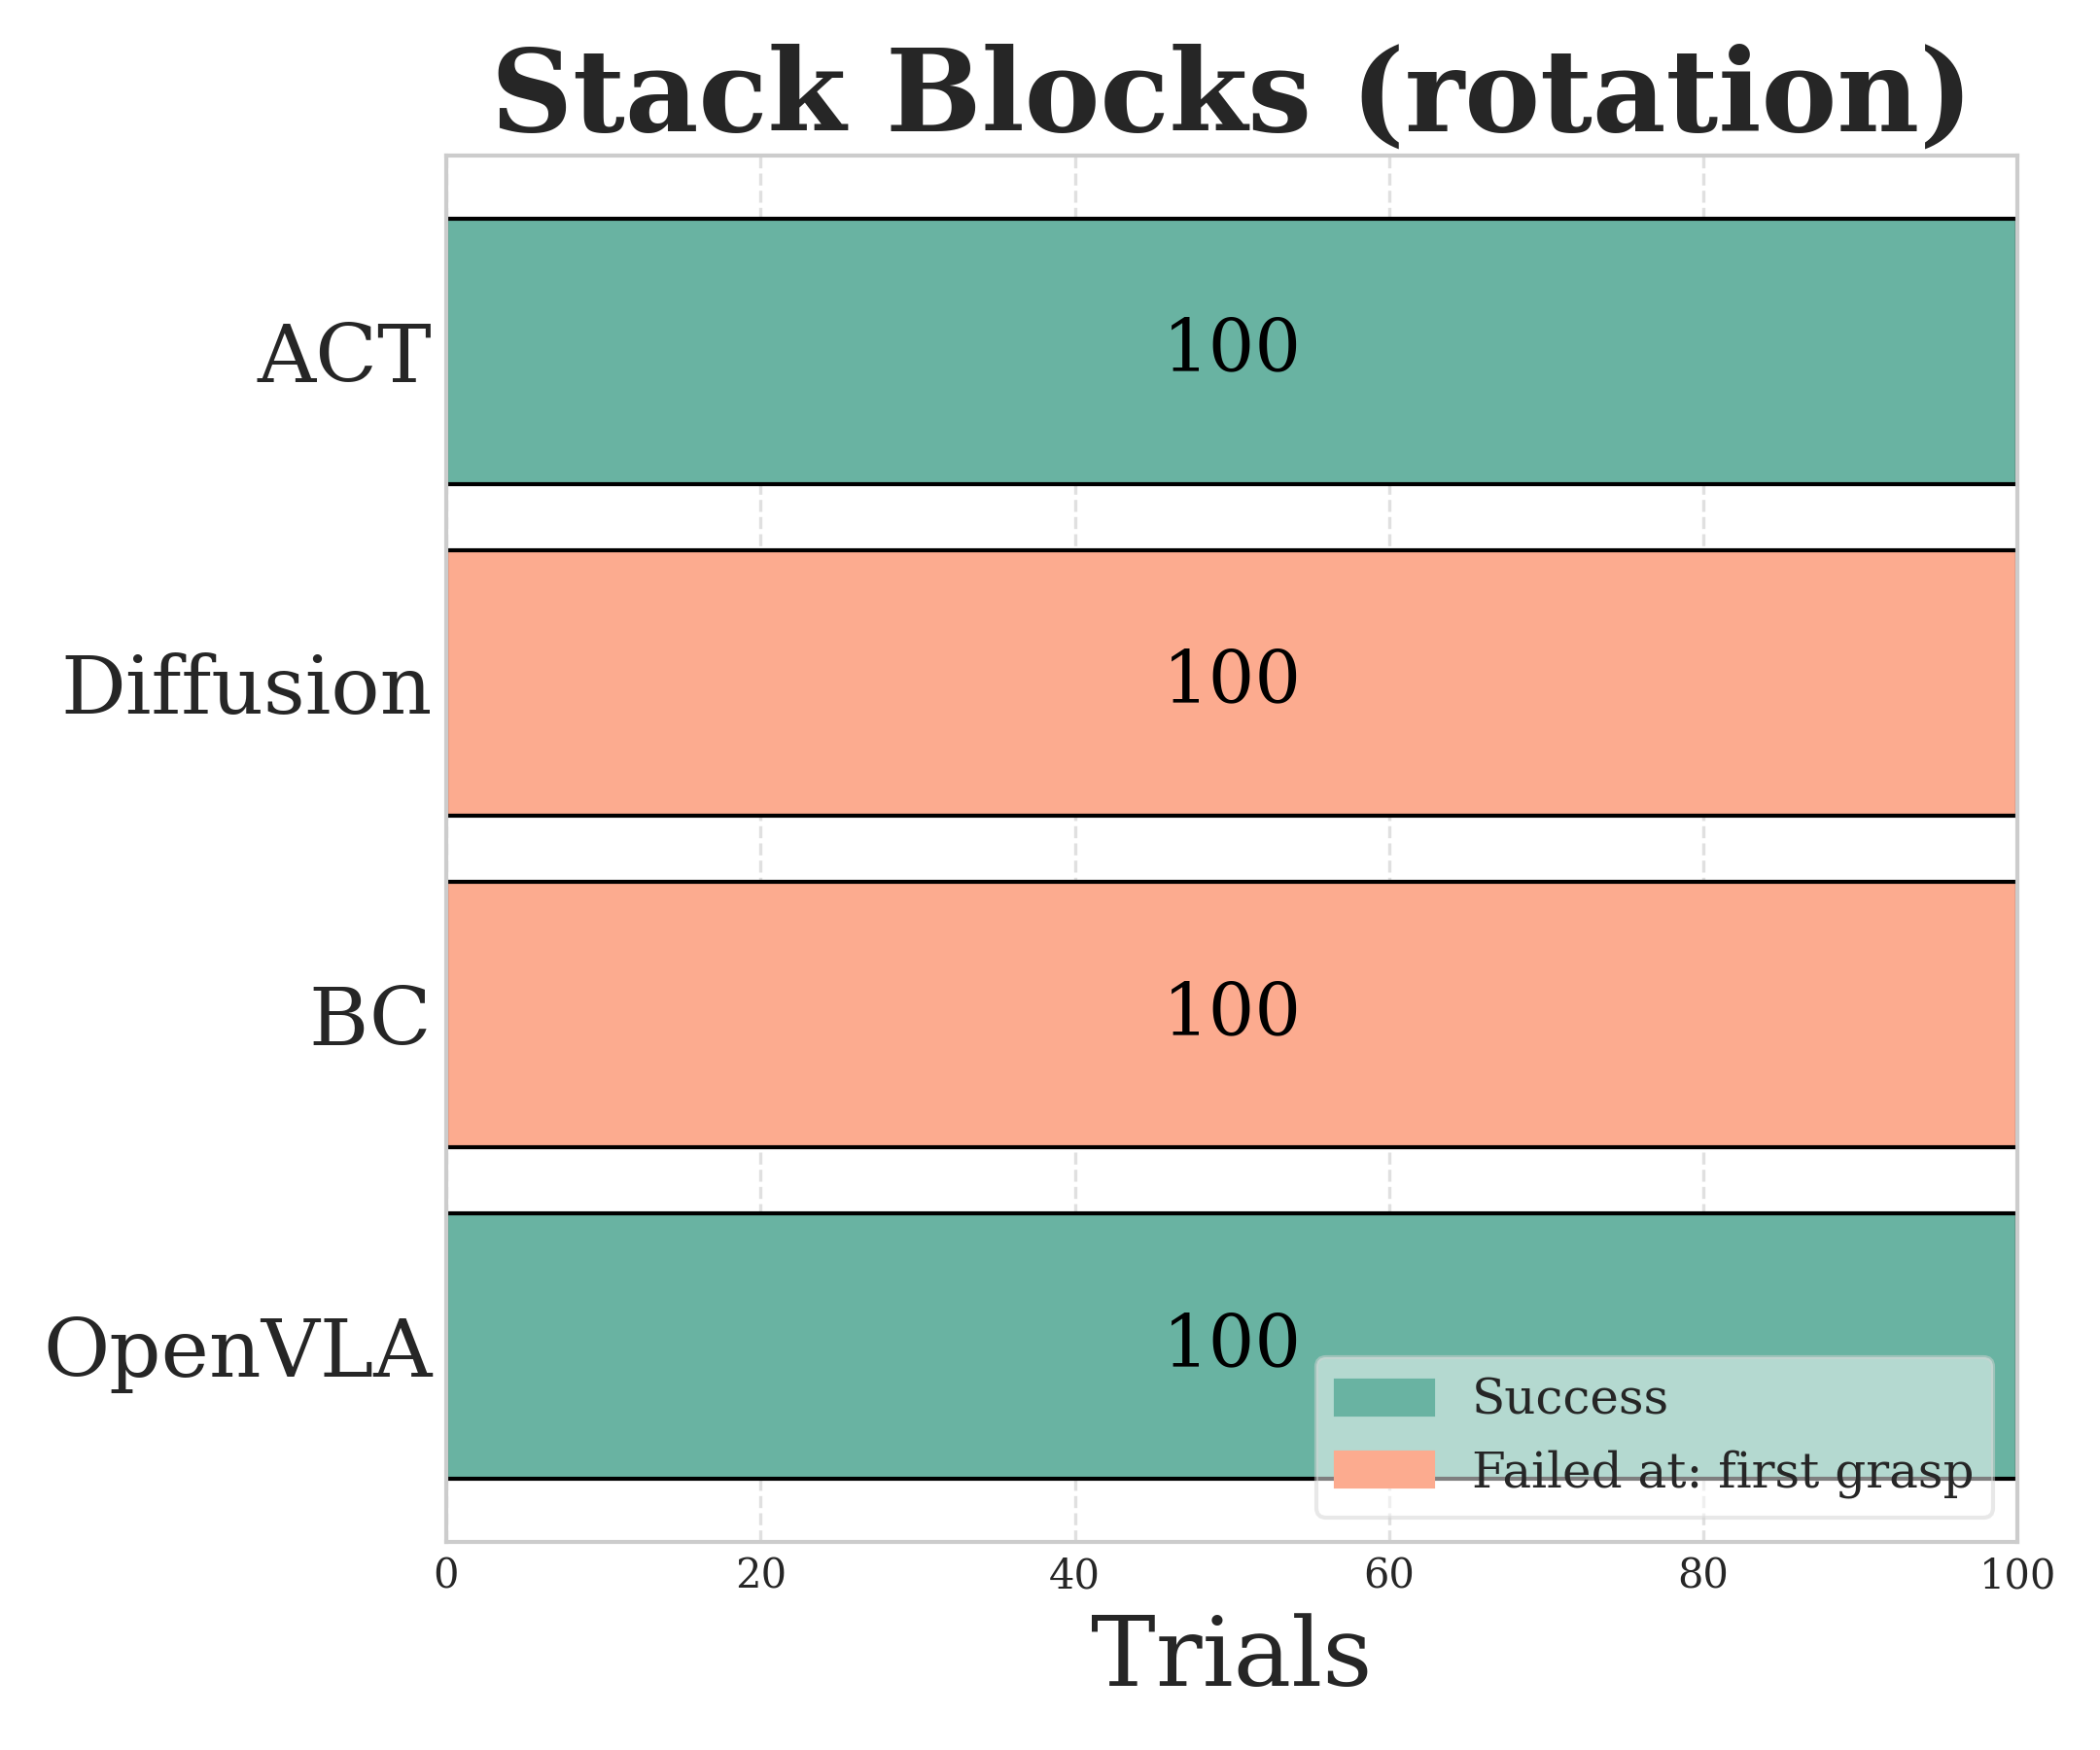 Stack Blocks (rotation)
ACT
100
Diffusion
100
BC
100
OpenVLA
100
Success
Failed at: first grasp
0 20 40 60 80 100
Trials